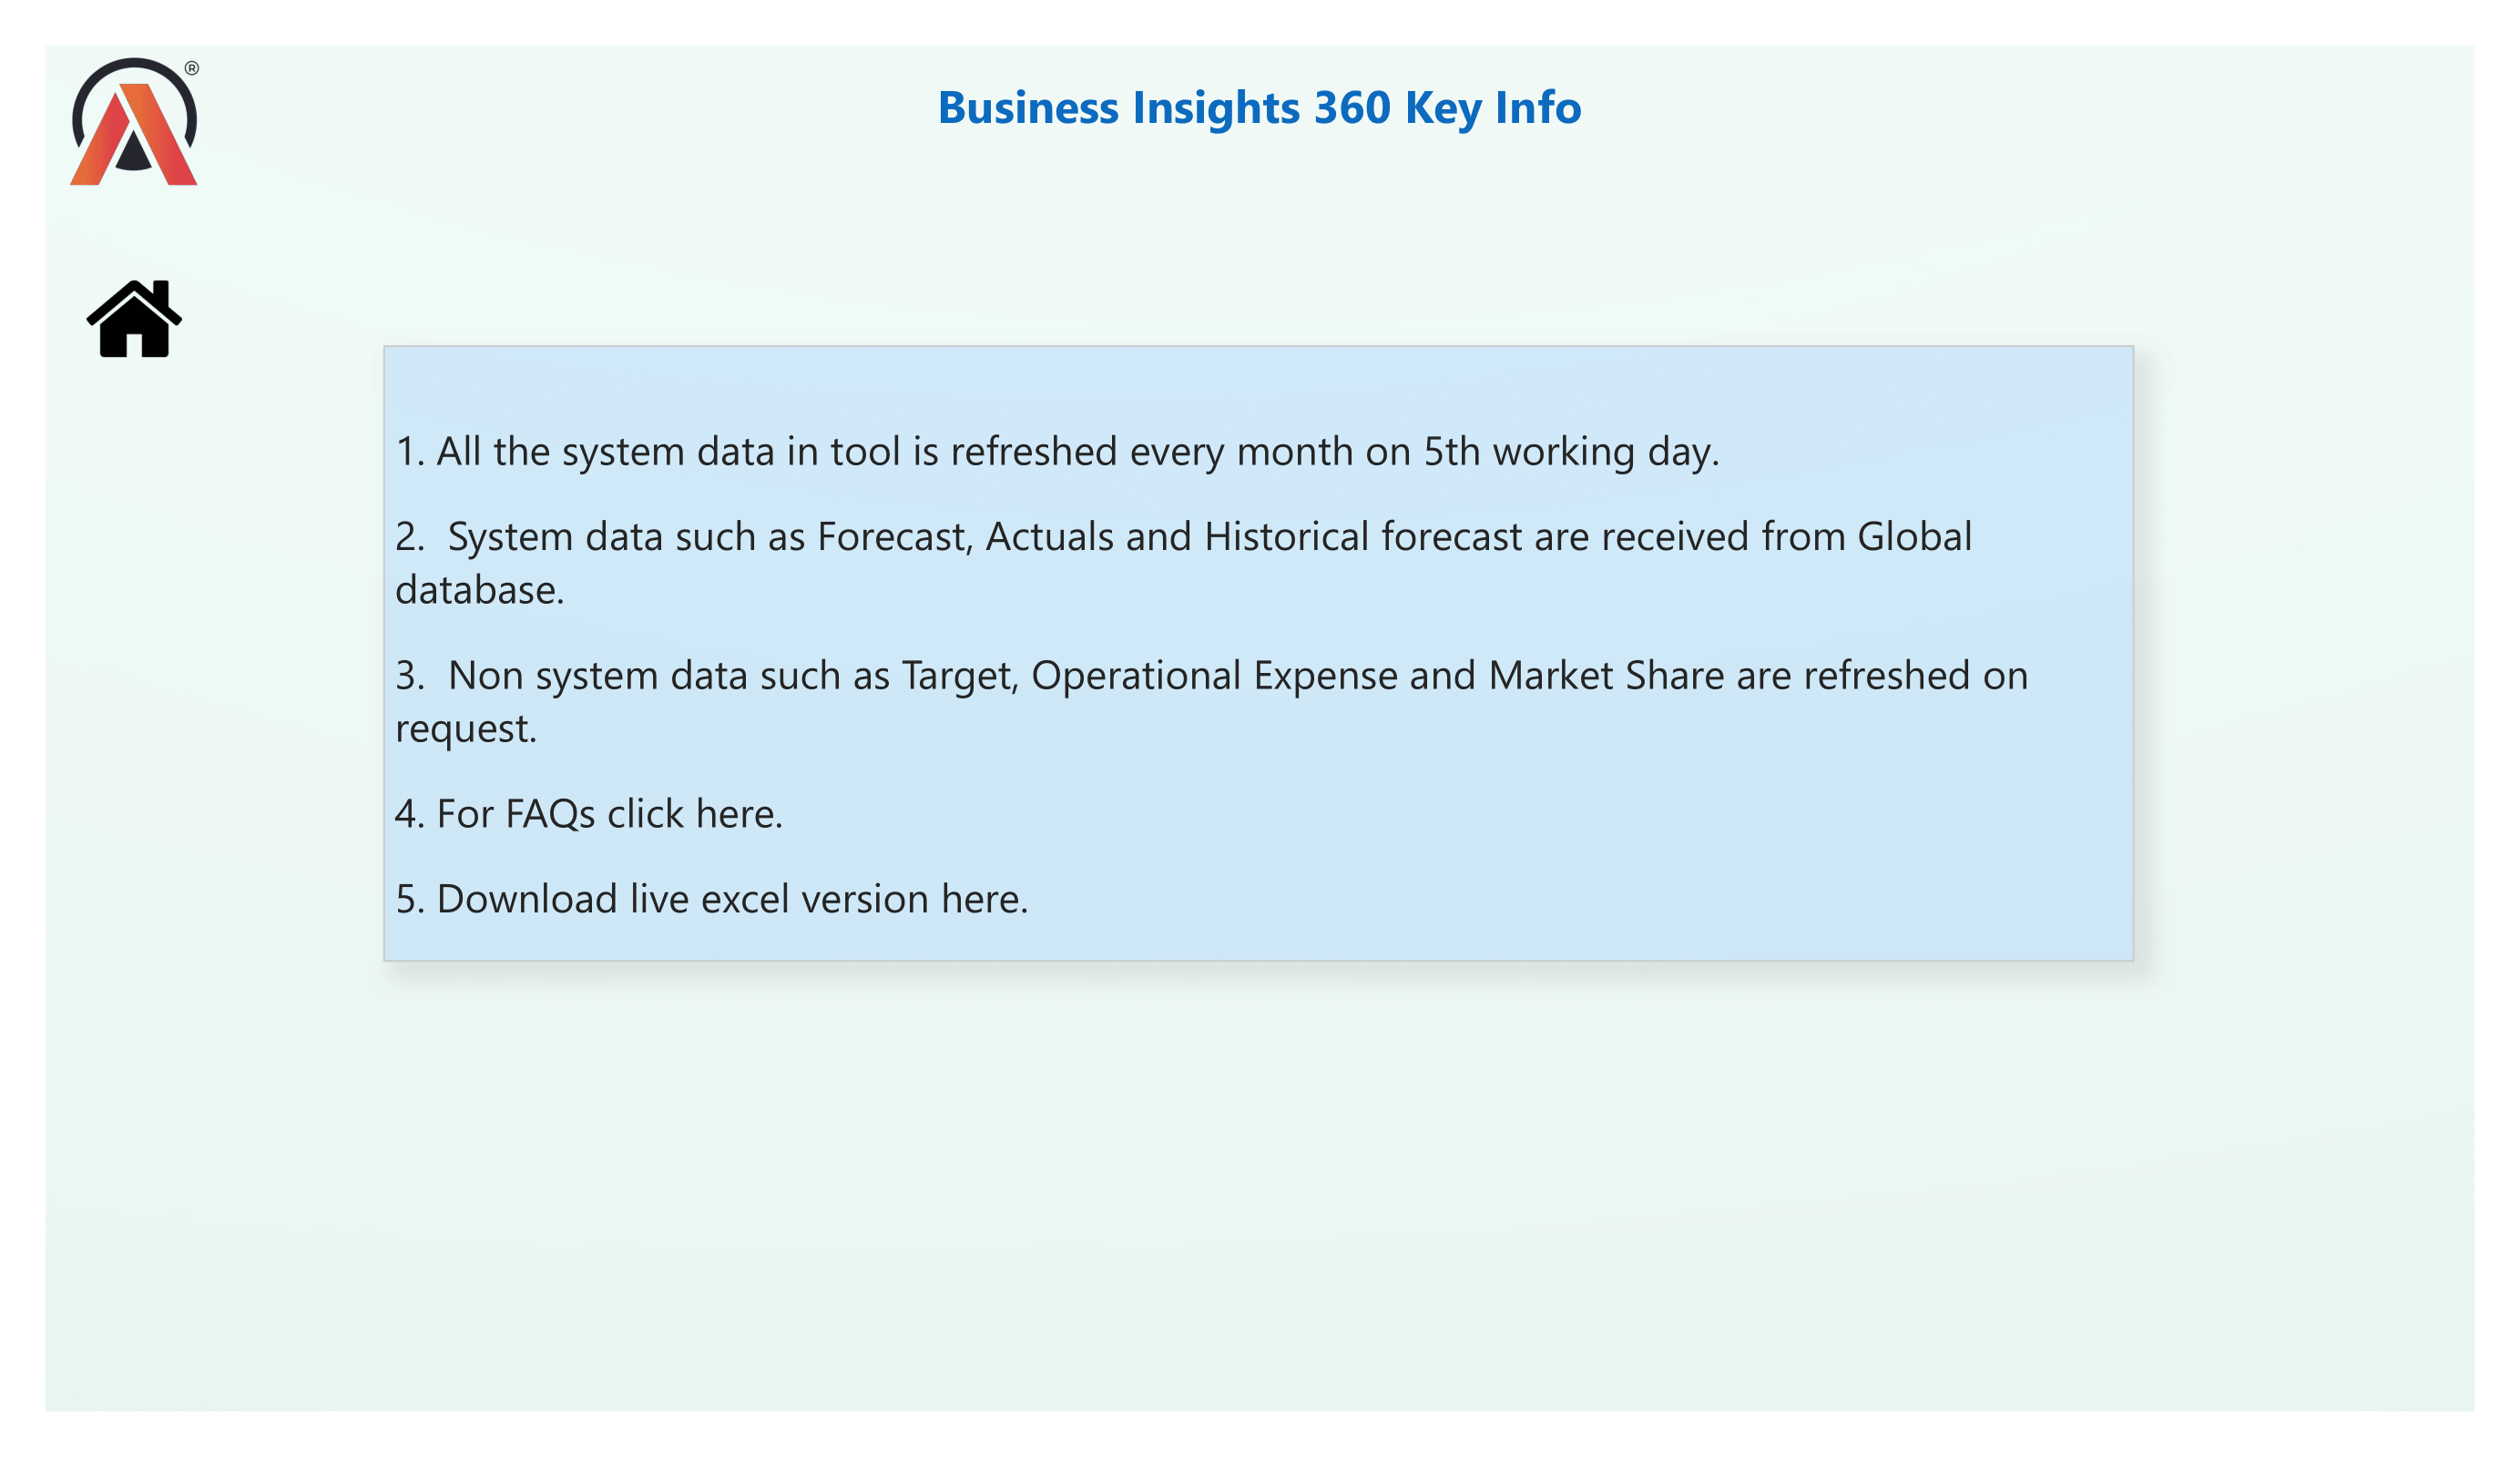 ®
Business Insights 360 Key Info
1. All the system data in tool is refreshed every month on 5th working day.
2.  System data such as Forecast, Actuals and Historical forecast are received from Global
database.
3.  Non system data such as Target, Operational Expense and Market Share are refreshed on
request.
4. For FAQs click here.
5. Download live excel version here.